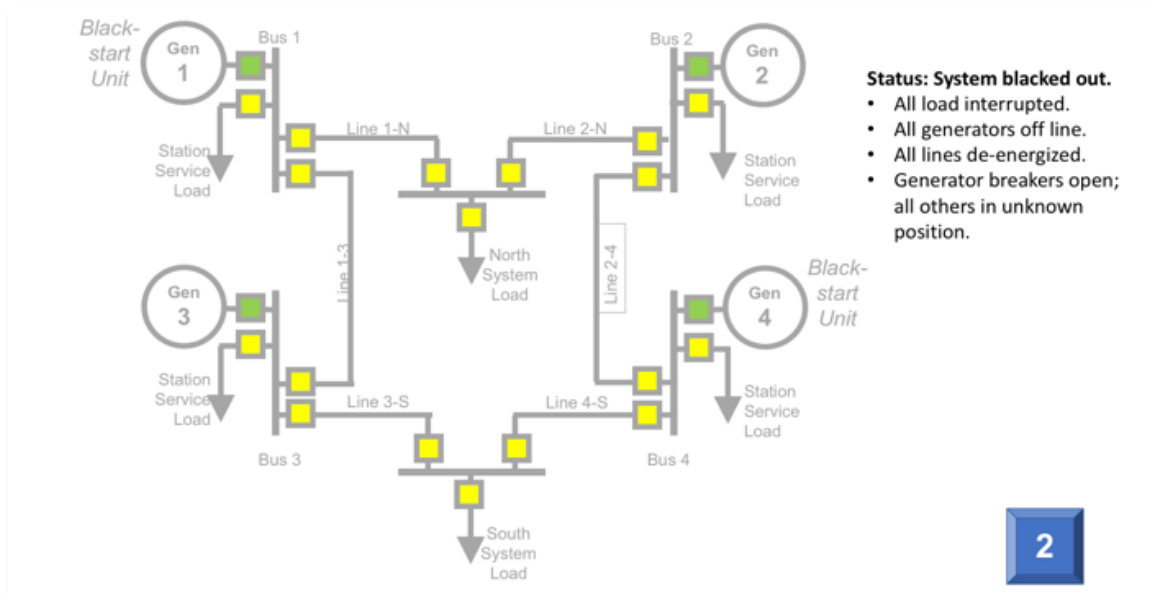 Black-
start
Unit
Gen
1
Bus 1
Station
Service
Load
Line 1-N
Line 2-N
Bus 2
Gen
2
Station
Service
Load
North
System
Load
Line 1-3
Line 2-4
Gen
3
Station
Service
Load
Bus 3
Line 3-S
Line 4-S
Gen
4
Black-
start
Unit
Station
Service
Load
Bus 4
South
System
Load
Status: System blacked out.
• All load interrupted.
• All generators off line.
• All lines de-energized.
• Generator breakers open;
all others in unknown
position.
2